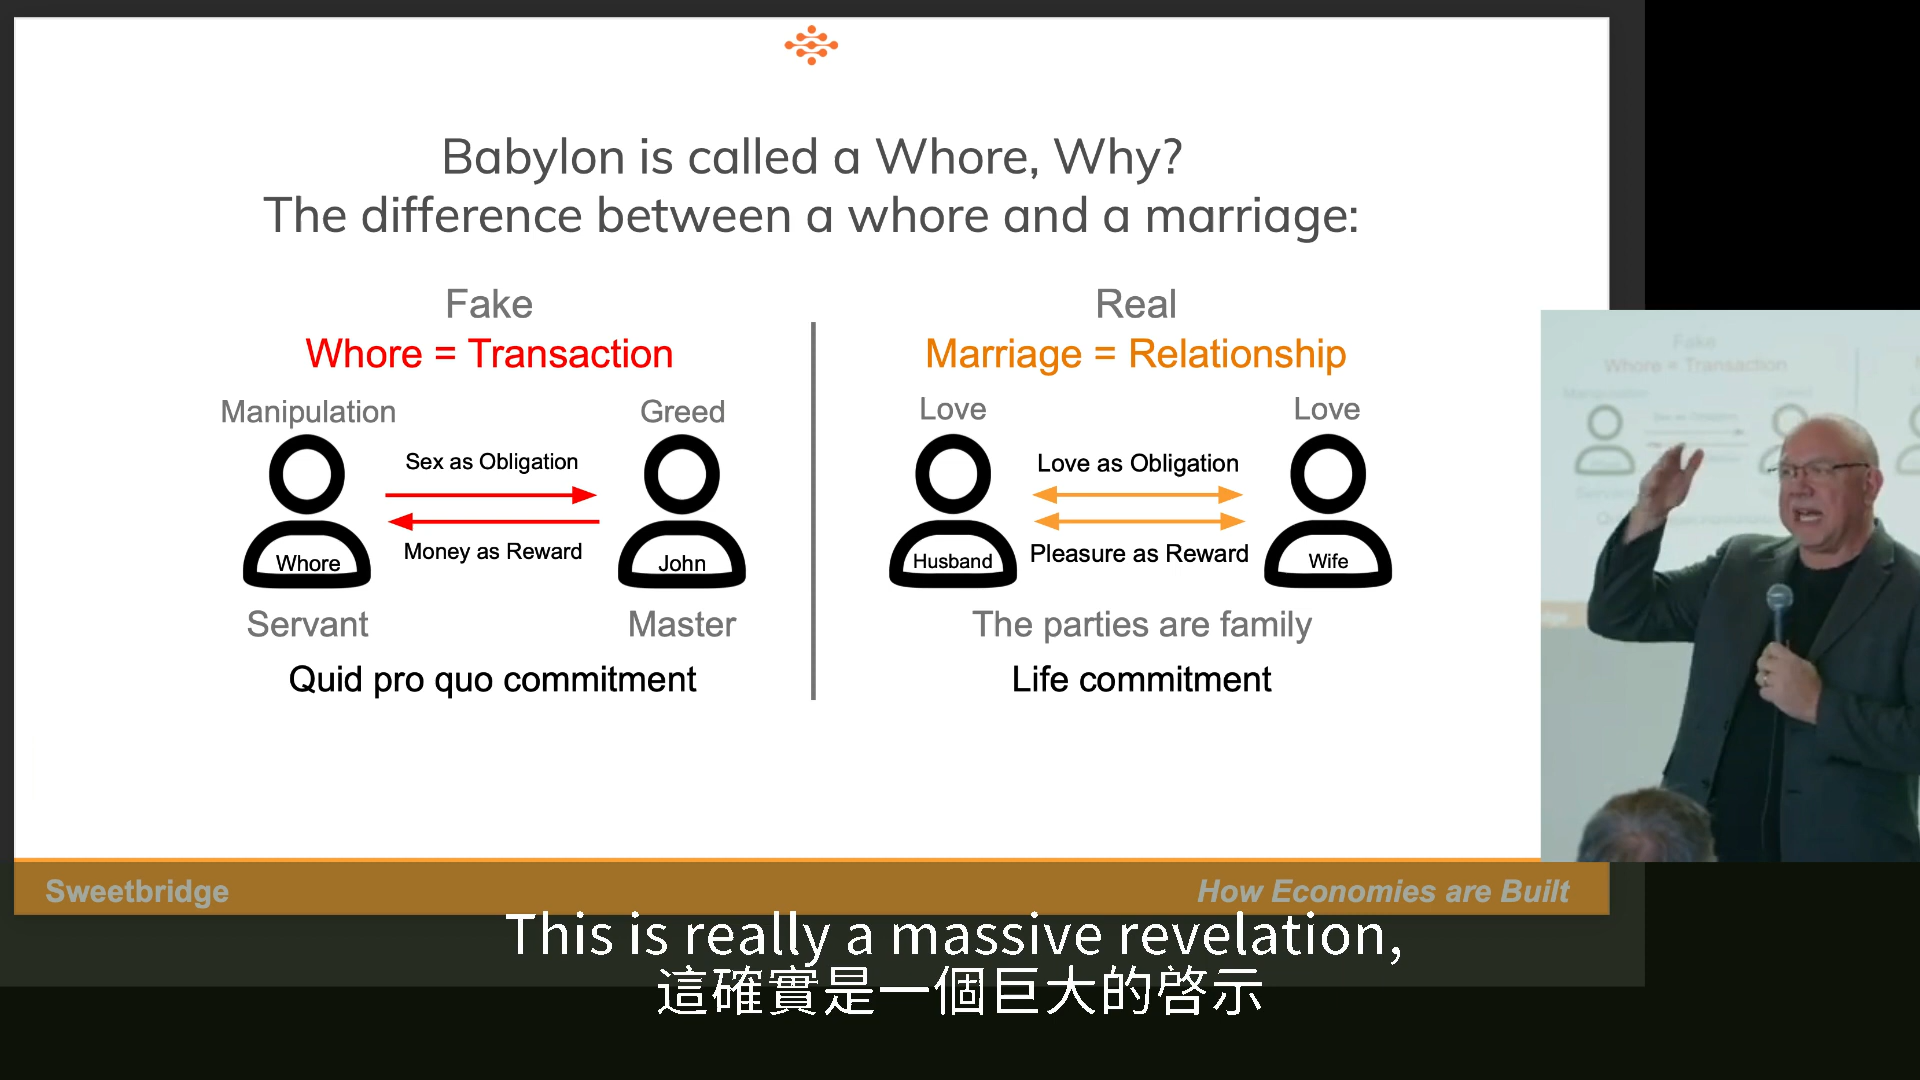 Babylon is called a Whore, Why?
The difference between a whore and a marriage:
Fake
Whore = Transaction
Manipulation
Greed
Sex as Obligation
Money as Reward
Whore
John
Servant
Master
Quid pro quo commitment
Real
Marriage = Relationship
Love
Love
Love as Obligation
Pleasure as Reward
Husband
Wife
The parties are family
Life commitment
Fake
Whore = Transaction
Sweetbridge
How Economies are Built
This is really a massive revelation,
這確實是一個巨大的啓示